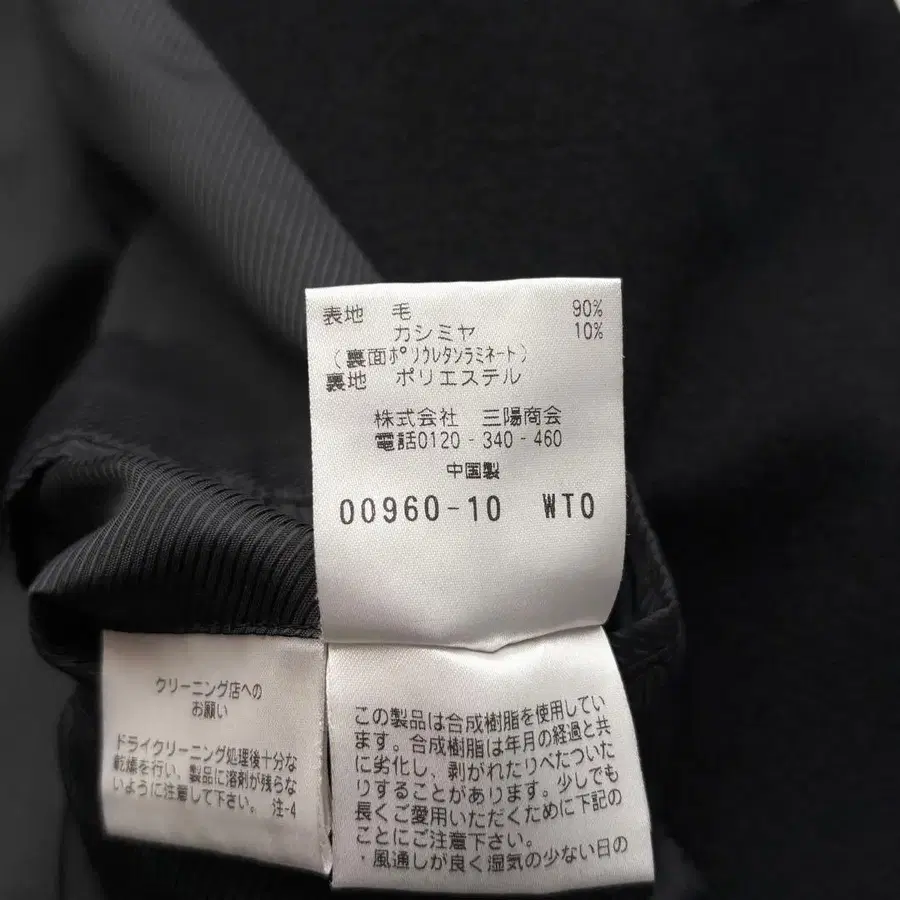 表地 毛 90%
カシミヤ 10%
(裏面ポリウレタンラミネート)
裏地 ポリエステル
株式会社 三陽商会
電話0120-340-460
中国製
00960-10 WTO
クリーニング店への
お願い
ドライクリーニング処理後十分な
乾燥を行い、製品に溶剤が残らな
いように注意して下さい。 注-4
この製品は合成樹脂を使用してい
ます。合成樹脂は年月の経過と共
に劣化し、剥がれたりべたついた
りすることがあります。少しでも
長くご愛用いただくために下記の
ことにご注意下さい。
・風通しが良く湿気の少ない日の